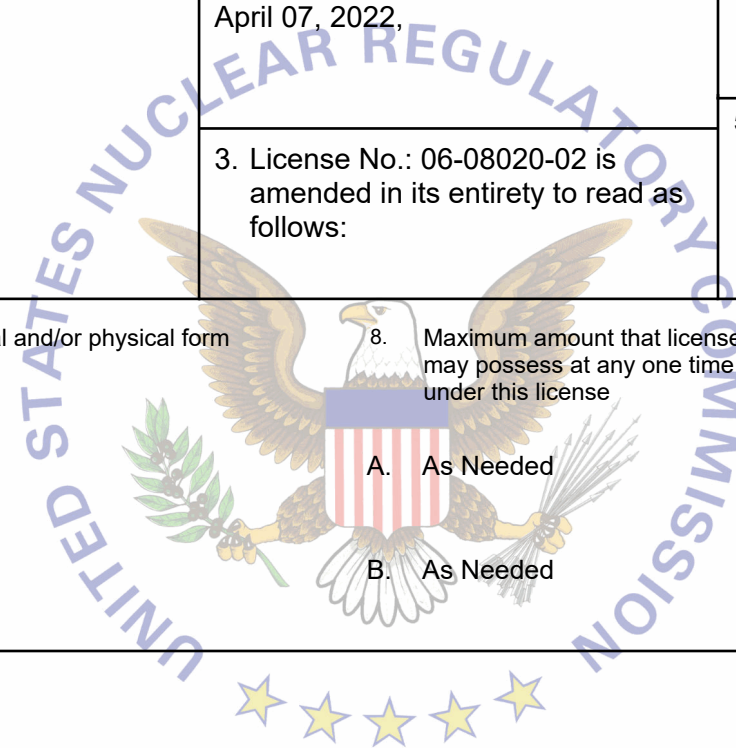 April 07, 2022,
3. License No.: 06-08020-02 is
amended in its entirety to read as
follows:
and/or physical form
8. Maximum amount that
may possess at any one time
under this license
A. As Needed
B. As Needed
UNITED STATES NUCLEAR REGULATORY COMMISSION